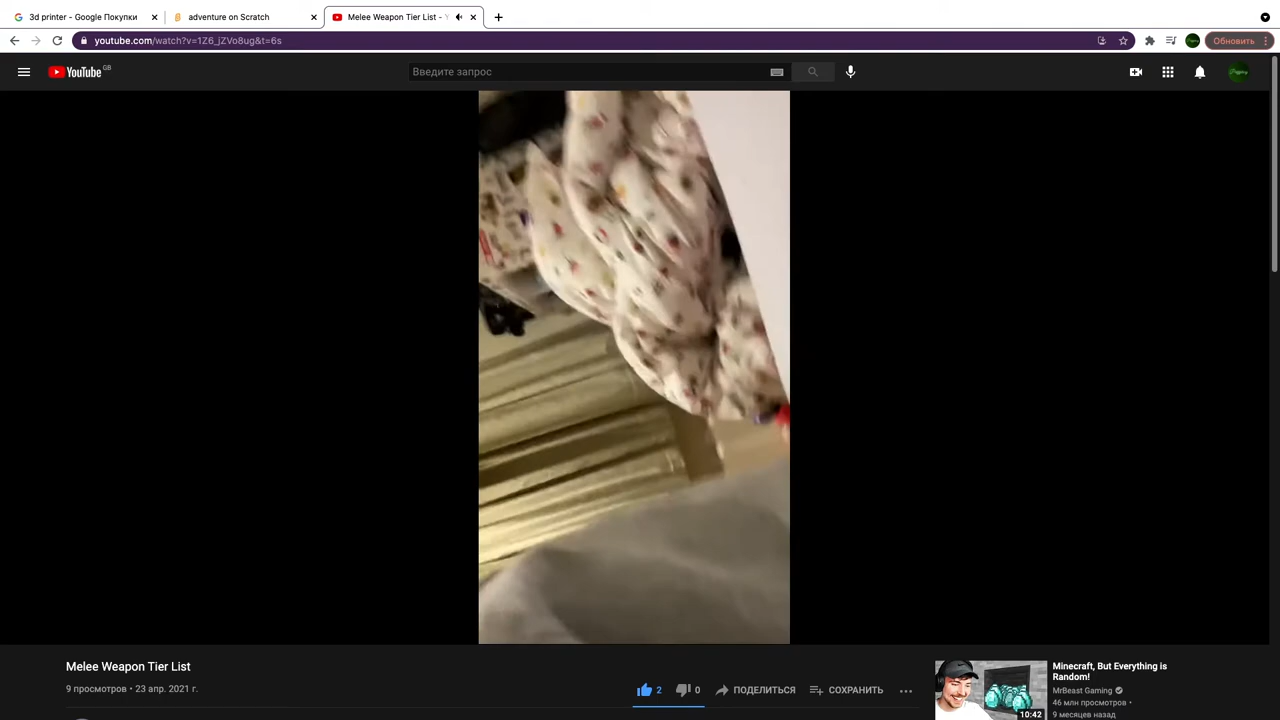 3d printer - Google Покупки
adventure on Scratch
Melee Weapon Tier List - Y
youtube.com/watch?v=1Z6_jZVo8ug&t=6s
Обновить
YouTube GB
Введите запрос
Melee Weapon Tier List
9 просмотров • 23 апр. 2021 г.
2
0
ПОДЕЛИТЬСЯ
СОХРАНИТЬ
10:42
Minecraft, But Everything is
Random!
MrBeast Gaming
46 млн просмотров •
9 месяцев назад